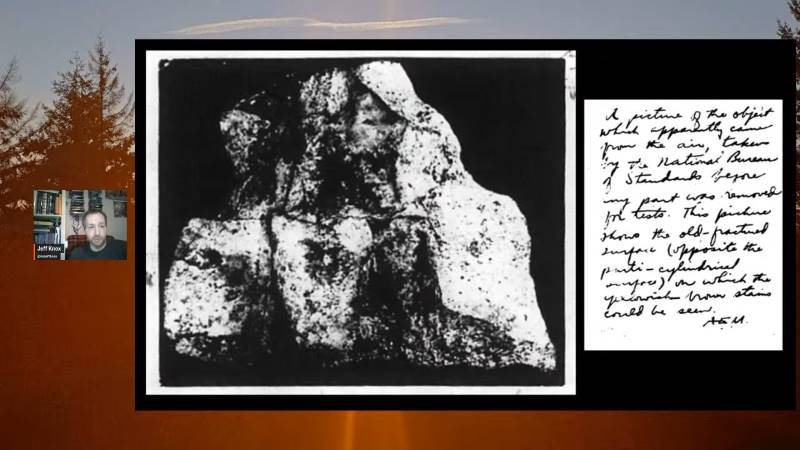 Jeff Knox
A picture of the object
which apparently came
from the air, taken
by the National Bureau
of Standards before
my part was removed
for tests. This picture
shows the old-fractured
surface (opposite the
parti-cylindrical
surface) on which the
yellowish brown stains
could be seen.